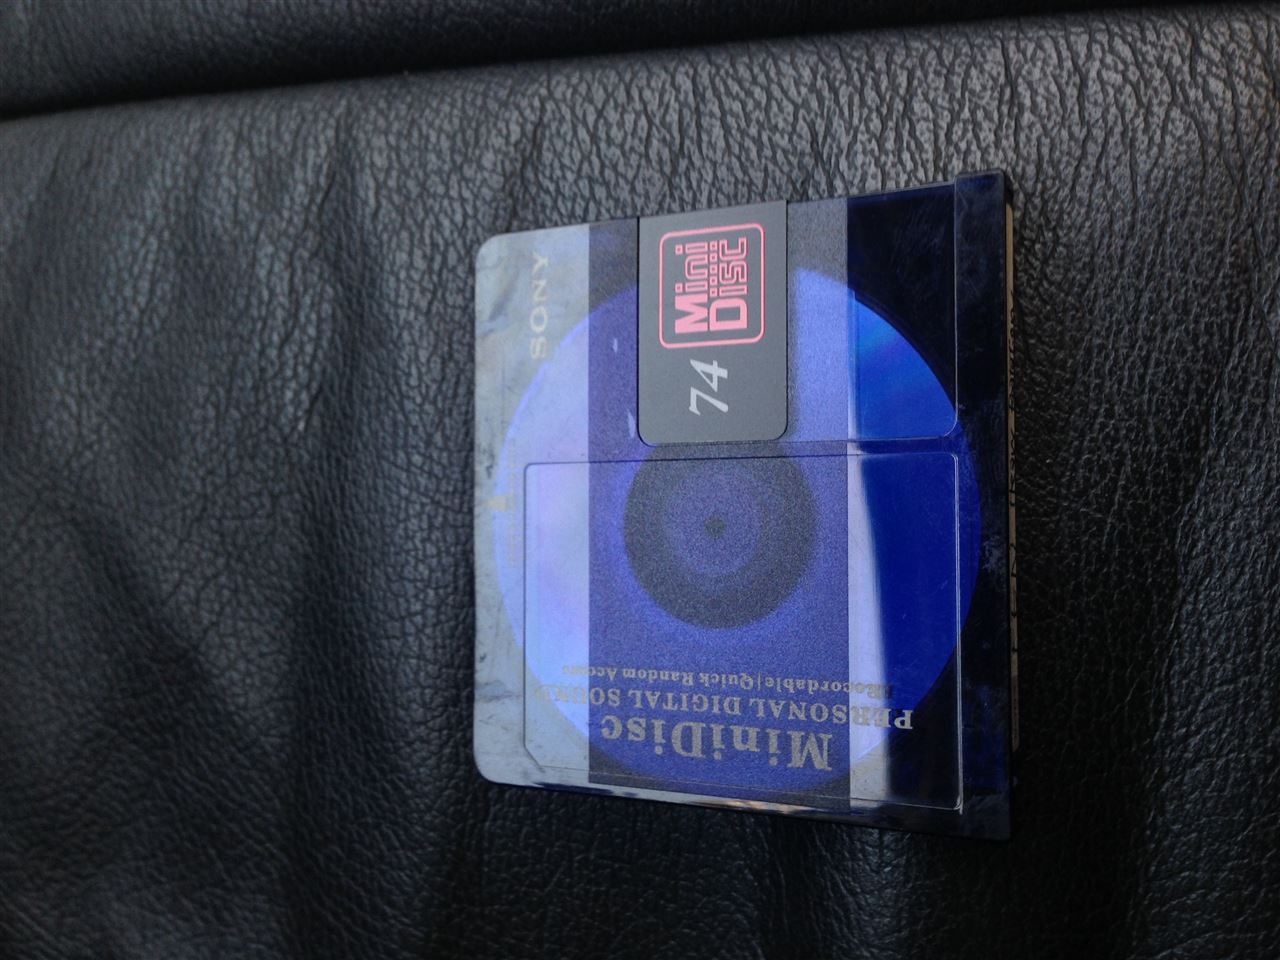 SONY
Mini
Disc
74
MiniDisc
PERSONAL DIGITAL SOUND
Recordable|Quick Random Access